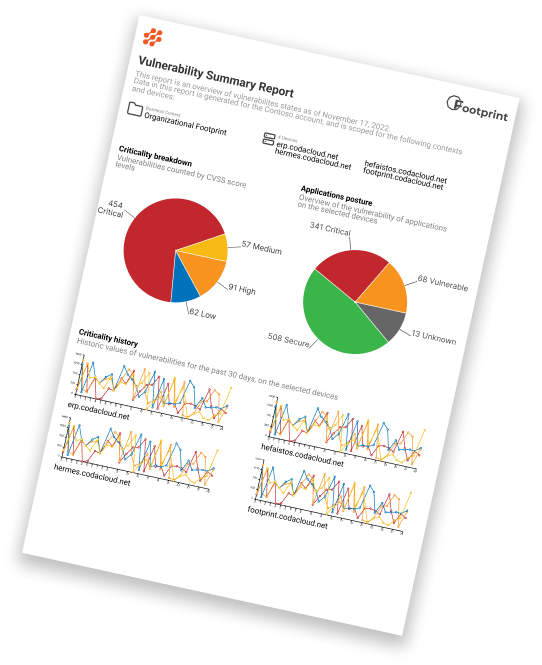 Vulnerability Summary Report
This report is an overview of vulnerabilites states as of November 17, 2022.
Data in this report is generated for the Contoso account, and is scoped for the following contexts
and devices:
Footprint
Business Context
Organizational Footprint
4 Devices
erp.codacloud.net
hermes.codacloud.net
hefaistos.codacloud.net
footprint.codacloud.net
Criticality breakdown
Vulnerabilities counted by CVSS score
levels
454
Critical
57 Medium
91 High
62 Low
Applications posture
Overview of the vulnerability of applications
on the selected devices
341 Critical
68 Vulnerable
13 Unknown
508 Secure
Criticality history
Historic values of vulnerabilities for the past 30 days, on the selected devices
erp.codacloud.net
hefaistos.codacloud.net
hermes.codacloud.net
footprint.codacloud.net